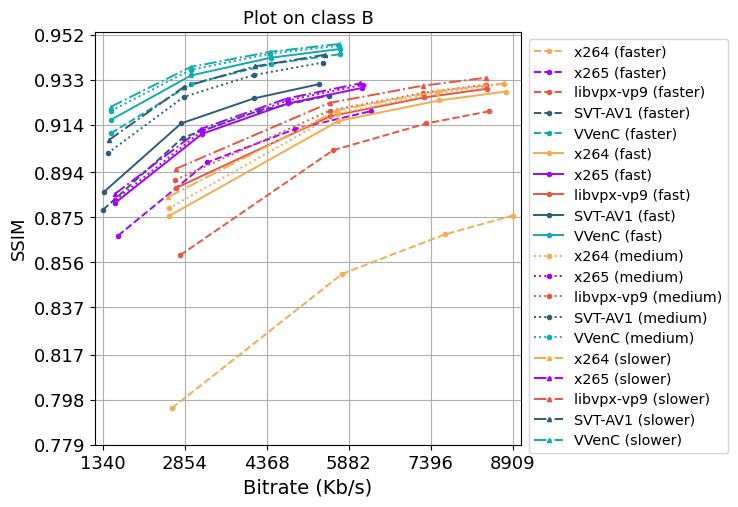 Plot on class B
0.952
0.933
0.914
0.894
0.875
0.856
0.837
0.817
0.798
0.779
SSIM
1340 2854 4368 5882 7396 8909
Bitrate (Kb/s)
x264 (faster)
x265 (faster)
libvpx-vp9 (faster)
SVT-AV1 (faster)
VVenC (faster)
x264 (fast)
x265 (fast)
libvpx-vp9 (fast)
SVT-AV1 (fast)
VVenC (fast)
x264 (medium)
x265 (medium)
libvpx-vp9 (medium)
SVT-AV1 (medium)
VVenC (medium)
x264 (slower)
x265 (slower)
libvpx-vp9 (slower)
SVT-AV1 (slower)
VVenC (slower)